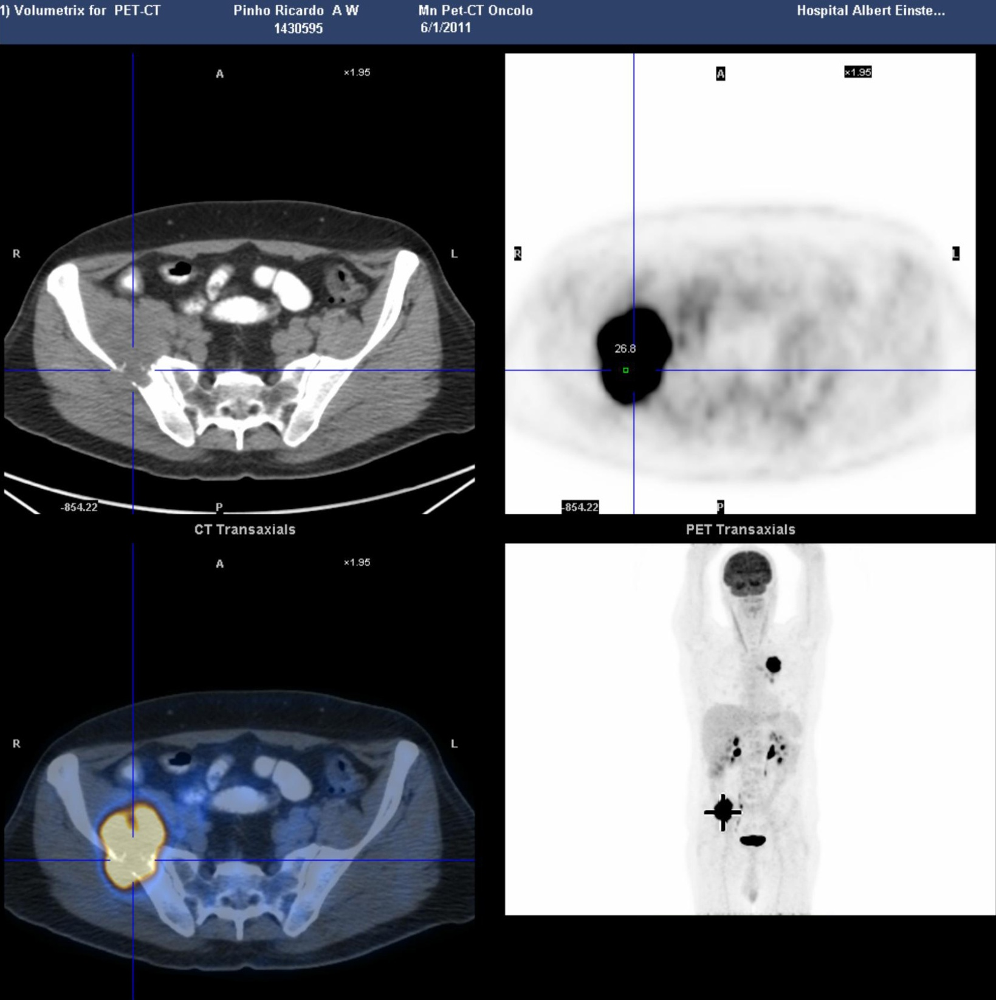 1) Volumetrix for PET-CT Pinho Ricardo A W Mn Pet-CT Oncolo Hospital Albert Einste...
1430595 6/1/2011
A ×1.95 A ×1.95
R L R L
26.8
-854.22 P -854.22 P
CT Transaxials PET Transaxials
A ×1.95
R L